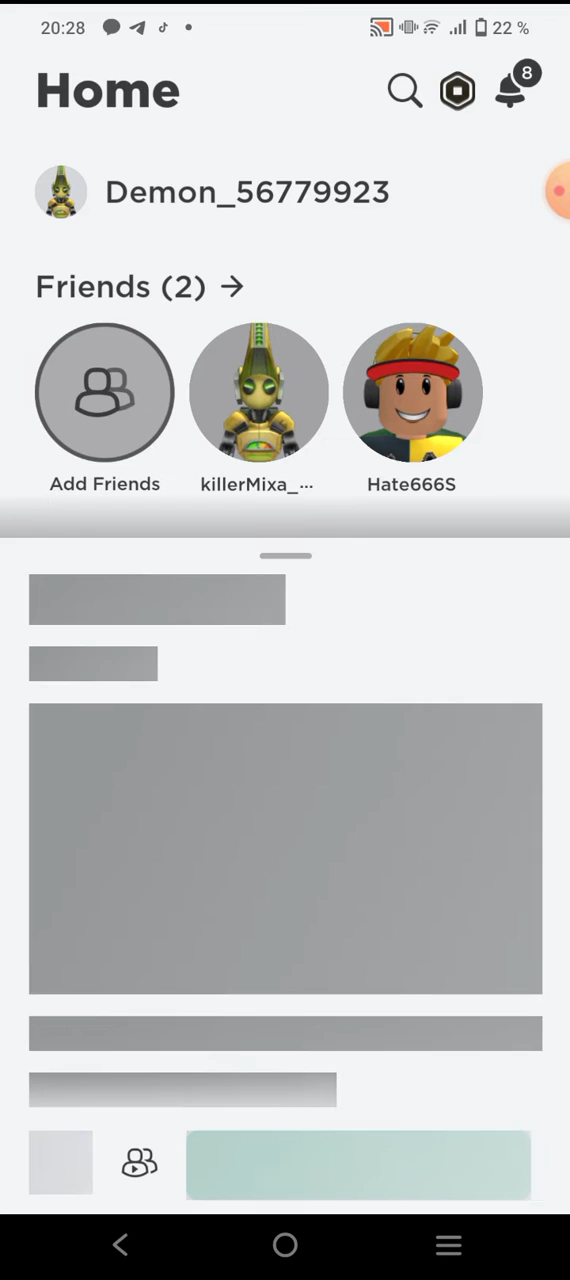 20:28 22 %
Home
8
Demon_56779923
Friends (2) →
Add Friends killerMixa_... Hate666S